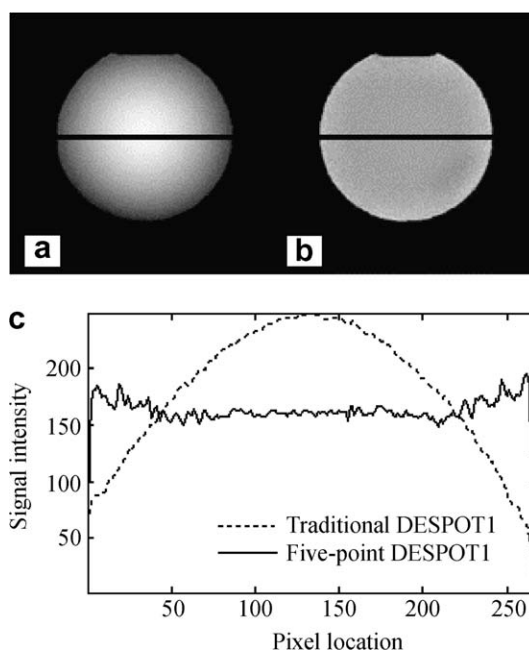 a
b
c
200
150
100
50
Signal intensity
Traditional DESPOT1
Five-point DESPOT1
50
100
150
200
250
Pixel location